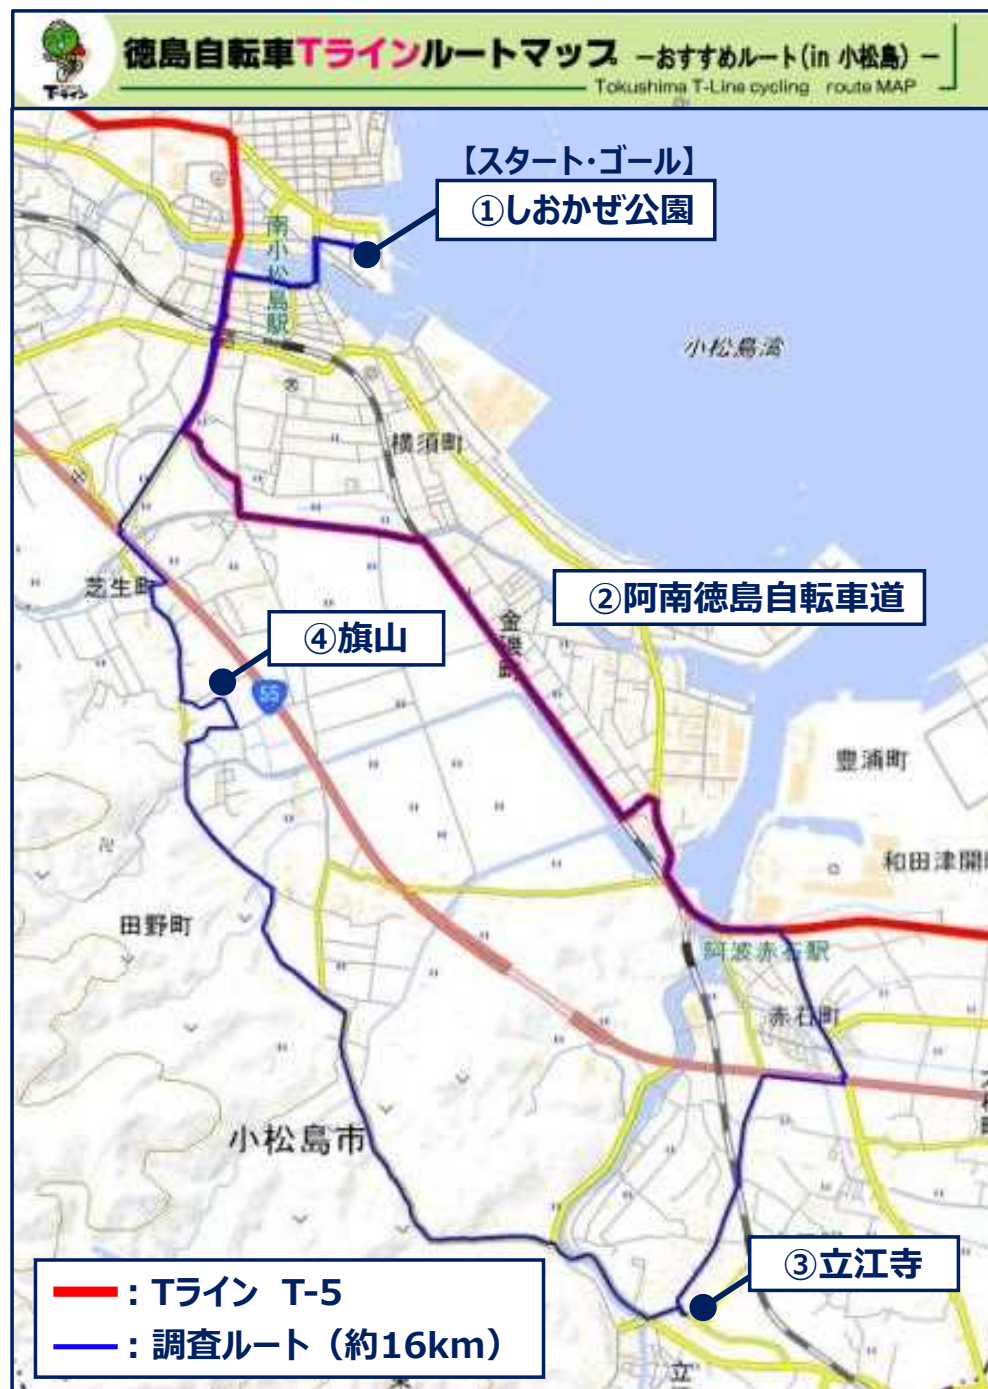 徳島自転車Tラインルートマップ －おすすめルート（in 小松島）－
Tokushima T-Line cycling route MAP
Tライン
【スタート・ゴール】
①しおかぜ公園
南小松島駅
小松島湾
横須町
②阿南徳島自転車道
芝生町
金磯町
④旗山
55
豊浦町
和田津開
田野町
阿波赤石駅
赤石町
小松島市
③立江寺
：Tライン T-5
：調査ルート（約16km）
立